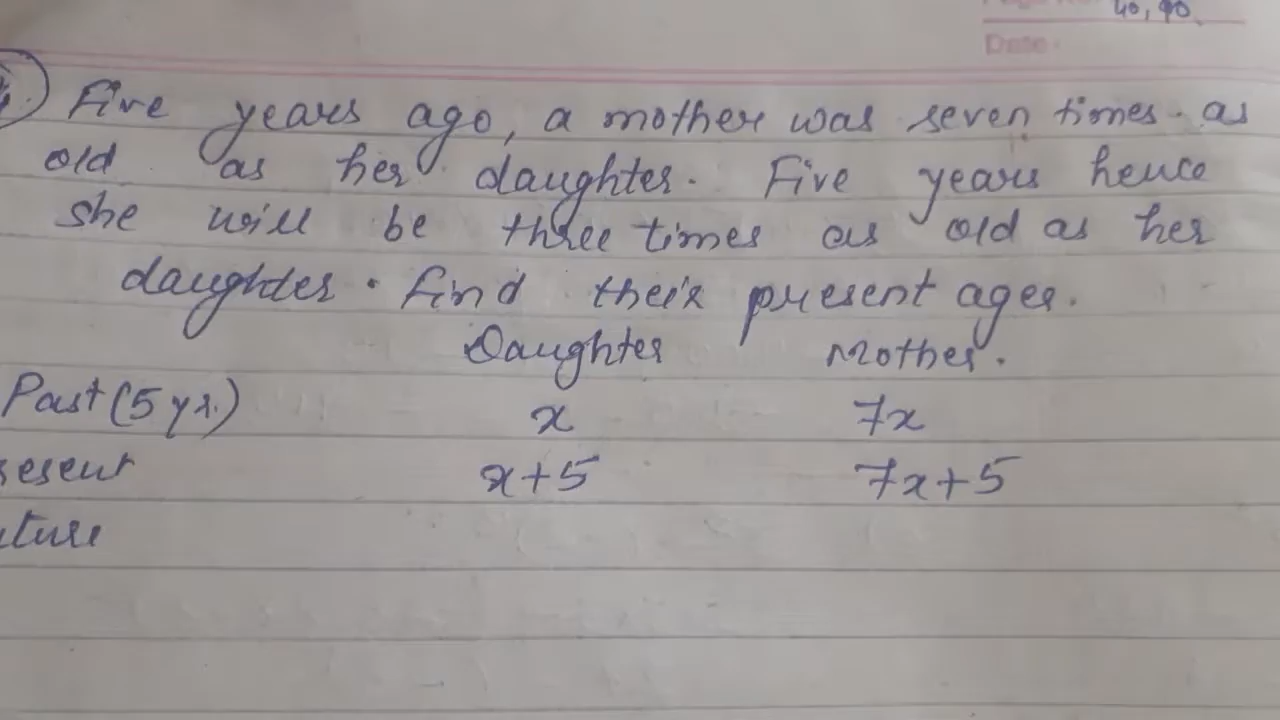 40, 90
Date:
Five years ago, a mother was seven times as
old as her daughter. Five years hence
she will be three times as old as her
daughter. Find their present ages.
Daughter Mother.
Past (5 yr.) x 7x
esent x+5 7x+5
uture